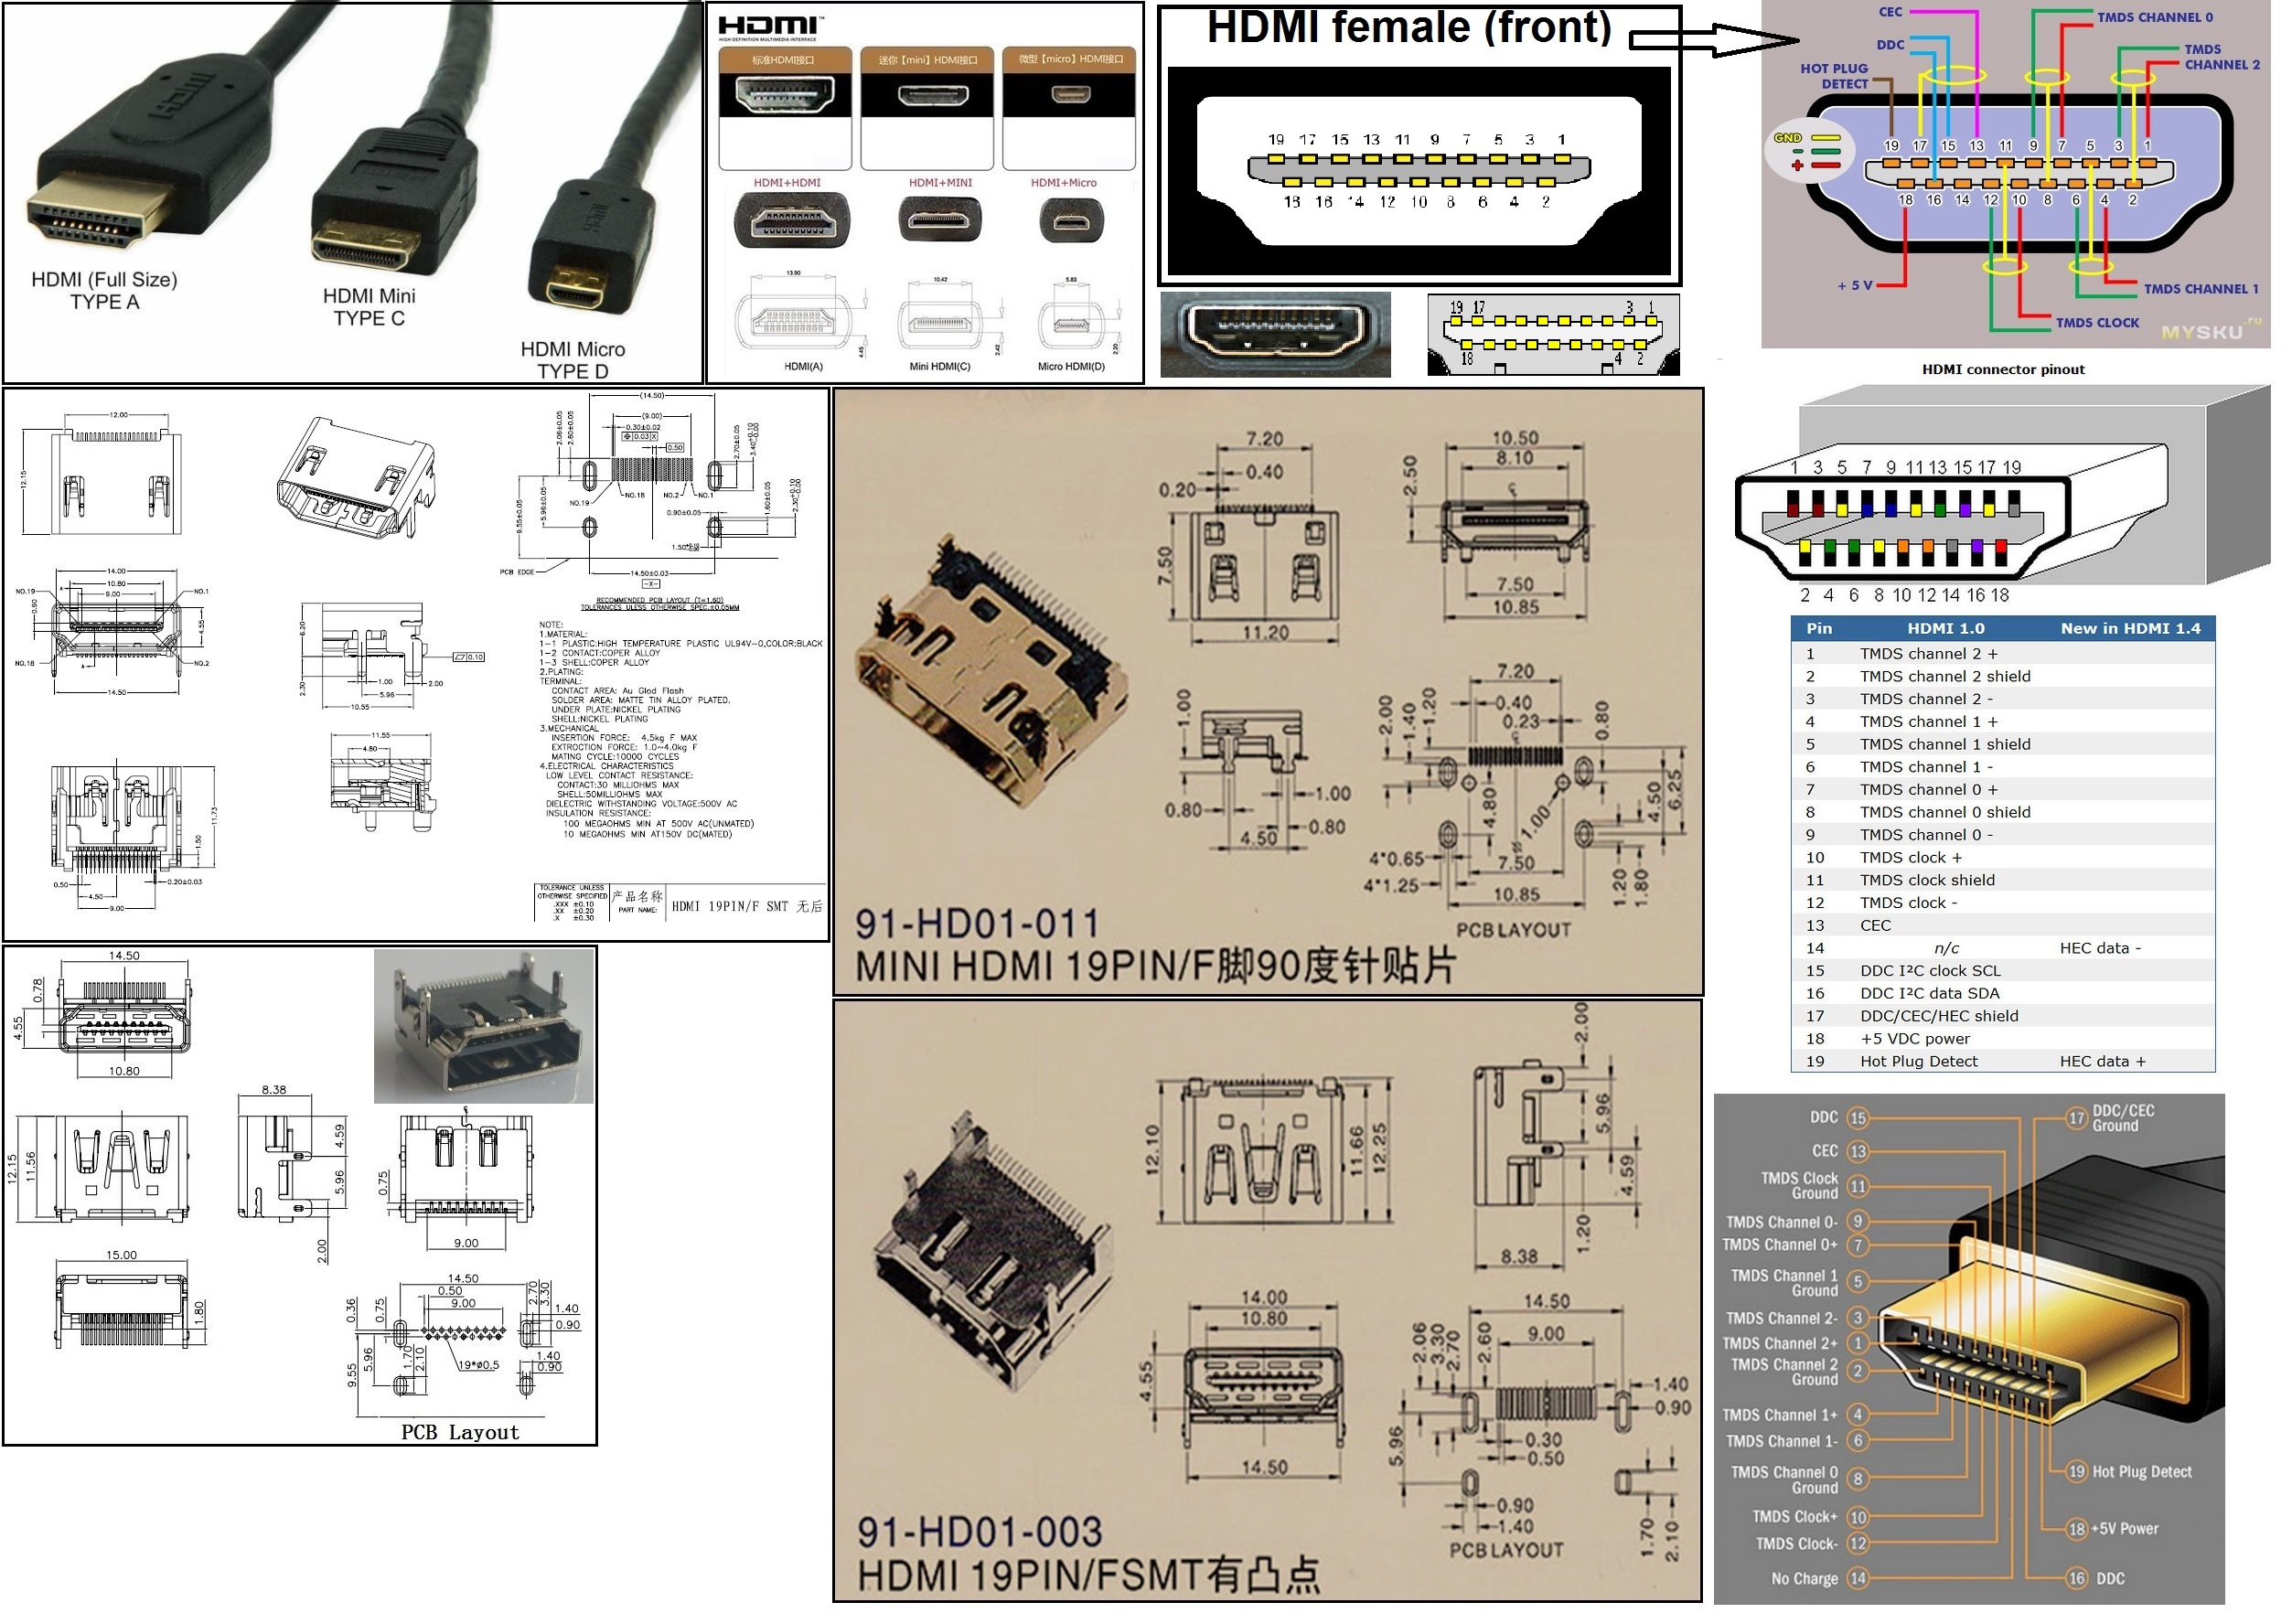 HDMI (Full Size)
TYPE A
HDMI Mini
TYPE C
HDMI Micro
TYPE D
HDMI
HIGH-DEFINITION MULTIMEDIA INTERFACE
标准HDMI接口
迷你【mini】HDMI接口
微型【micro】HDMI接口
HDMI+HDMI
HDMI+MINI
HDMI+Micro
13.90
10.42
5.83
4.45
2.42
2.20
HDMI(A)
Mini HDMI(C)
Micro HDMI(D)
HDMI female (front)
19 17 15 13 11 9 7 5 3 1
18 16 14 12 10 8 6 4 2
19 17 3 1
18 4 2
CEC
DDC
HOT PLUG
DETECT
TMDS CHANNEL 0
TMDS
CHANNEL 2
GND
-
+
19 17 15 13 11 9 7 5 3 1
18 16 14 12 10 8 6 4 2
+ 5 V
TMDS CHANNEL 1
TMDS CLOCK
MYSKU.ru
12.00
12.15
(14.50)
(9.00)
0.30±0.02
0.03 X
0.50
2.06±0.05
2.60±0.05
2.70±0.05
NO.19
NO.18
NO.2
NO.1
9.55±0.05
5.96±0.05
0.90±0.05
1.60±0.05
PCB EDGE
14.50±0.03
-X-
RECOMMENDED PCB LAYOUT (T=1.60)
TOLERANCES UNLESS OTHERWISE SPEC.±0.05MM
14.00
10.80
9.00
NO.19
NO.1
0.90
4.55
NO.18
NO.2
A
A
14.50
6.20
2.30
0.10
1.00
2.00
5.96
10.55
11.55
4.80
11.73
1.50
0.50
0.20±0.03
4.50
9.00
NOTE:
1.MATERIAL:
1-1 PLASTIC:HIGH TEMPERATURE PLASTIC UL94V-0,COLOR:BLACK
1-2 CONTACT:COPER ALLOY
1-3 SHELL:COPER ALLOY
2.PLATING:
TERMINAL:
CONTACT AREA: Au Glod Flash
SOLDER AREA: MATTE TIN ALLOY PLATED.
UNDER PLATE:NICKEL PLATING
SHELL:NICKEL PLATING
3.MECHANICAL
INSERTION FORCE: 4.5kg F MAX
EXTROCTION FORCE: 1.0~4.0kg F
MATING CYCLE:10000 CYCLES
4.ELECTRICAL CHARACTERISTICS
LOW LEVEL CONTACT RESISTANCE:
CONTACT:30 MILLIOHMS MAX
SHELL:50MILLIOHMS MAX
DIELECTRIC WITHSTANDING VOLTAGE:500V AC
INSULATION RESISTANCE:
100 MEGAOHMS MIN AT 500V AC(UNMATED)
10 MEGAOHMS MIN AT150V DC(MATED)
TOLERANCE UNLESS
OTHERWISE SPECIFIED
.XXX ±0.10
.XX ±0.20
.X ±0.30
产品名称
PART NAME:
HDMI 19PIN/F SMT 无后
7.20
0.40
0.20
7.50
11.20
10.50
8.10
2.50
7.50
10.85
1.00
0.80
1.00
0.80
4.50
7.20
0.40
0.23
2.00
1.40
1.20
0.80
4.80
1.00
4.50
6.25
4*0.65
4*1.25
7.50
10.85
1.20
1.80
PCB LAYOUT
91-HD01-011
MINI HDMI 19PIN/F脚90度针贴片
14.50
0.78
4.55
10.80
12.15
11.56
8.38
4.59
5.96
2.00
0.75
9.00
15.00
1.80
14.50
0.50
9.00
0.36
0.75
2.70
3.30
1.40
0.90
9.55
5.96
1.70
2.10
19*ø0.5
1.40
0.90
PCB Layout
12.10
11.66
12.25
2.00
5.96
4.59
1.20
8.38
14.00
10.80
4.55
14.50
14.50
9.00
2.06
3.30
2.70
2.60
1.40
0.90
0.30
0.50
5.96
0.90
1.40
1.70
2.10
PCB LAYOUT
91-HD01-003
HDMI 19PIN/FSMT有凸点
HDMI connector pinout
1 3 5 7 9 11 13 15 17 19
2 4 6 8 10 12 14 16 18
Pin HDMI 1.0 New in HDMI 1.4
1 TMDS channel 2 +
2 TMDS channel 2 shield
3 TMDS channel 2 -
4 TMDS channel 1 +
5 TMDS channel 1 shield
6 TMDS channel 1 -
7 TMDS channel 0 +
8 TMDS channel 0 shield
9 TMDS channel 0 -
10 TMDS clock +
11 TMDS clock shield
12 TMDS clock -
13 CEC
14 n/c HEC data -
15 DDC I²C clock SCL
16 DDC I²C data SDA
17 DDC/CEC/HEC shield
18 +5 VDC power
19 Hot Plug Detect HEC data +
DDC 15
17 DDC/CEC
Ground
CEC 13
TMDS Clock
Ground 11
TMDS Channel 0- 9
TMDS Channel 0+ 7
TMDS Channel 1
Ground 5
TMDS Channel 2- 3
TMDS Channel 2+ 1
TMDS Channel 2
Ground 2
TMDS Channel 1+ 4
TMDS Channel 1- 6
TMDS Channel 0
Ground 8
19 Hot Plug Detect
TMDS Clock+ 10
18 +5V Power
TMDS Clock- 12
No Charge 14
16 DDC